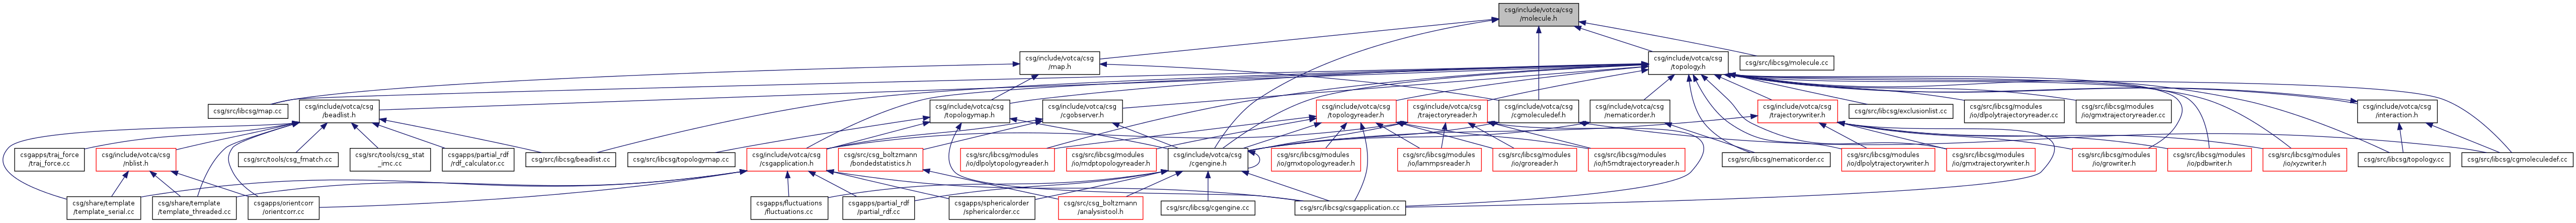 csg/include/votca/csg
/molecule.h
csg/include/votca/csg
/map.h
csg/include/votca/csg
/topology.h
csg/src/libcsg/molecule.cc
csg/src/libcsg/map.cc
csg/include/votca/csg
/beadlist.h
csg/include/votca/csg
/topologymap.h
csg/include/votca/csg
/cgobserver.h
csg/include/votca/csg
/topologyreader.h
csg/include/votca/csg
/trajectoryreader.h
csg/include/votca/csg
/cgmoleculedef.h
csg/include/votca/csg
/nematicorder.h
csg/include/votca/csg
/trajectorywriter.h
csg/src/libcsg/exclusionlist.cc
csg/src/libcsg/modules
/io/dlpolytrajectoryreader.cc
csg/src/libcsg/modules
/io/gmxtrajectoryreader.cc
csg/include/votca/csg
/interaction.h
csgapps/traj_force
/traj_force.cc
csg/include/votca/csg
/nblist.h
csg/src/tools/csg_fmatch.cc
csg/src/tools/csg_stat
_imc.cc
csgapps/partial_rdf
/rdf_calculator.cc
csg/src/libcsg/beadlist.cc
csg/src/libcsg/topologymap.cc
csg/include/votca/csg
/csgapplication.h
csg/src/csg_boltzmann
/bondedstatistics.h
csg/src/libcsg/modules
/io/dlpolytopologyreader.h
csg/src/libcsg/modules
/io/mdptopologyreader.h
csg/include/votca/csg
/cgengine.h
csg/src/libcsg/modules
/io/gmxtopologyreader.h
csg/src/libcsg/modules
/io/lammpsreader.h
csg/src/libcsg/modules
/io/groreader.h
csg/src/libcsg/modules
/io/h5mdtrajectoryreader.h
csg/src/libcsg/nematicorder.cc
csg/src/libcsg/modules
/io/dlpolytrajectorywriter.h
csg/src/libcsg/modules
/io/gmxtrajectorywriter.h
csg/src/libcsg/modules
/io/growriter.h
csg/src/libcsg/modules
/io/pdbwriter.h
csg/src/libcsg/modules
/io/xyzwriter.h
csg/src/libcsg/topology.cc
csg/src/libcsg/cgmoleculedef.cc
csg/share/template
/template_serial.cc
csg/share/template
/template_threaded.cc
csgapps/orientcorr
/orientcorr.cc
csgapps/fluctuations
/fluctuations.cc
csgapps/partial_rdf
/partial_rdf.cc
csgapps/sphericalorder
/sphericalorder.cc
csg/src/csg_boltzmann
/analysistool.h
csg/src/libcsg/cgengine.cc
csg/src/libcsg/csgapplication.cc